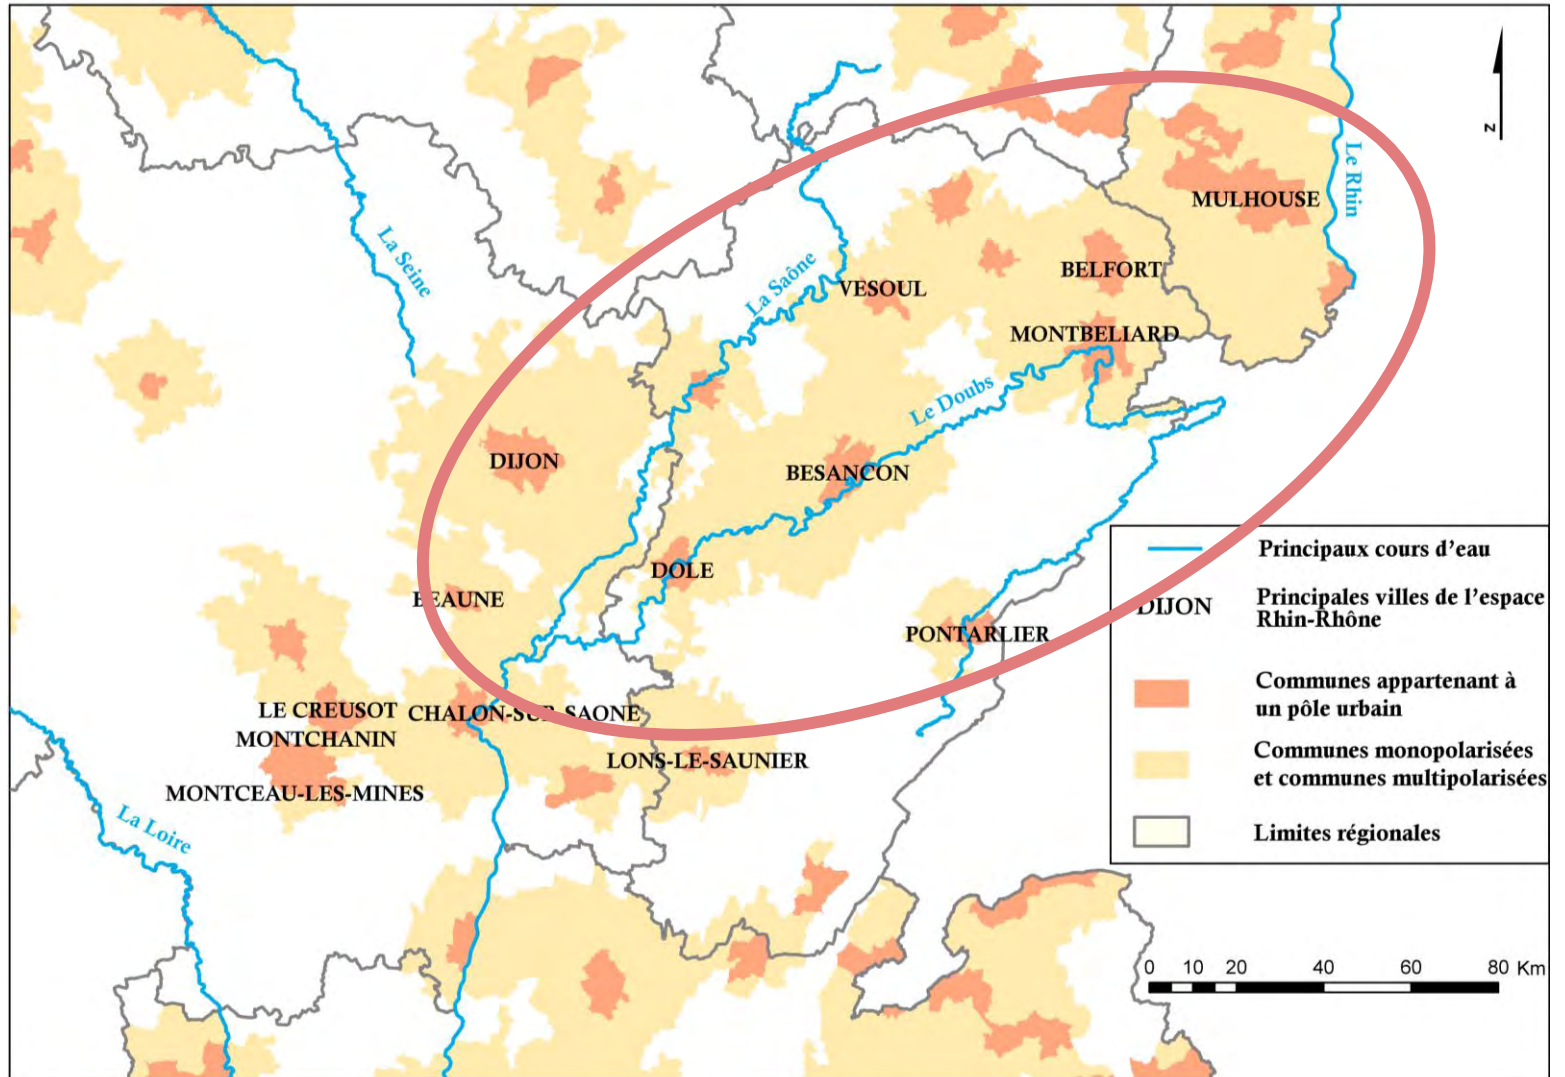 N
Le Rhin
MULHOUSE
La Seine
La Saône
VESOUL
BELFORT
MONTBELIARD
Le Doubs
DIJON
BESANCON
DOLE
BEAUNE
PONTARLIER
LE CREUSOT
CHALON-SUR-SAONE
MONTCHANIN
LONS-LE-SAUNIER
MONTCEAU-LES-MINES
La Loire
Principaux cours d'eau
DIJON
Principales villes de l'espace
Rhin-Rhône
Communes appartenant à
un pôle urbain
Communes monopolarisées
et communes multipolarisées
Limites régionales
0 10 20 40 60 80 Km